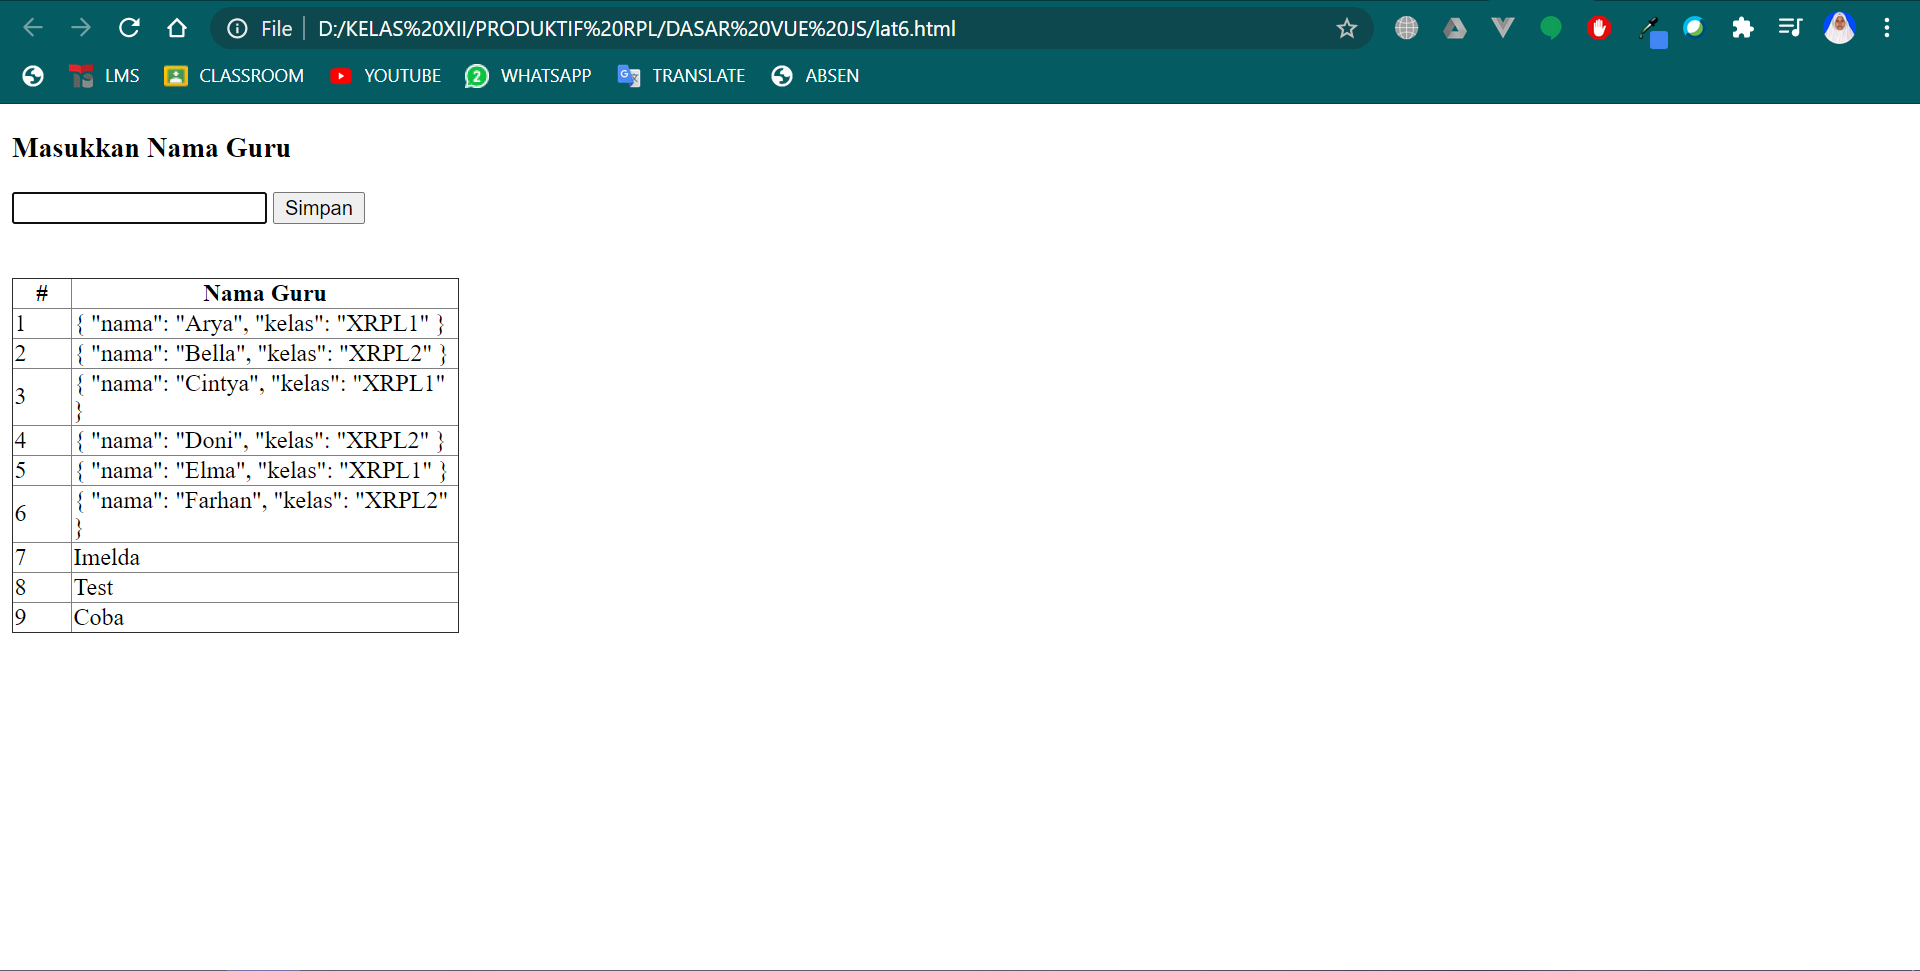 File D:/KELAS%20XII/PRODUKTIF%20RPL/DASAR%20VUE%20JS/lat6.html
LMS CLASSROOM YOUTUBE 2 WHATSAPP TRANSLATE ABSEN
Masukkan Nama Guru
Simpan
# Nama Guru
1 { "nama": "Arya", "kelas": "XRPL1" }
2 { "nama": "Bella", "kelas": "XRPL2" }
3 { "nama": "Cintya", "kelas": "XRPL1"
}
4 { "nama": "Doni", "kelas": "XRPL2" }
5 { "nama": "Elma", "kelas": "XRPL1" }
6 { "nama": "Farhan", "kelas": "XRPL2"
}
7 Imelda
8 Test
9 Coba